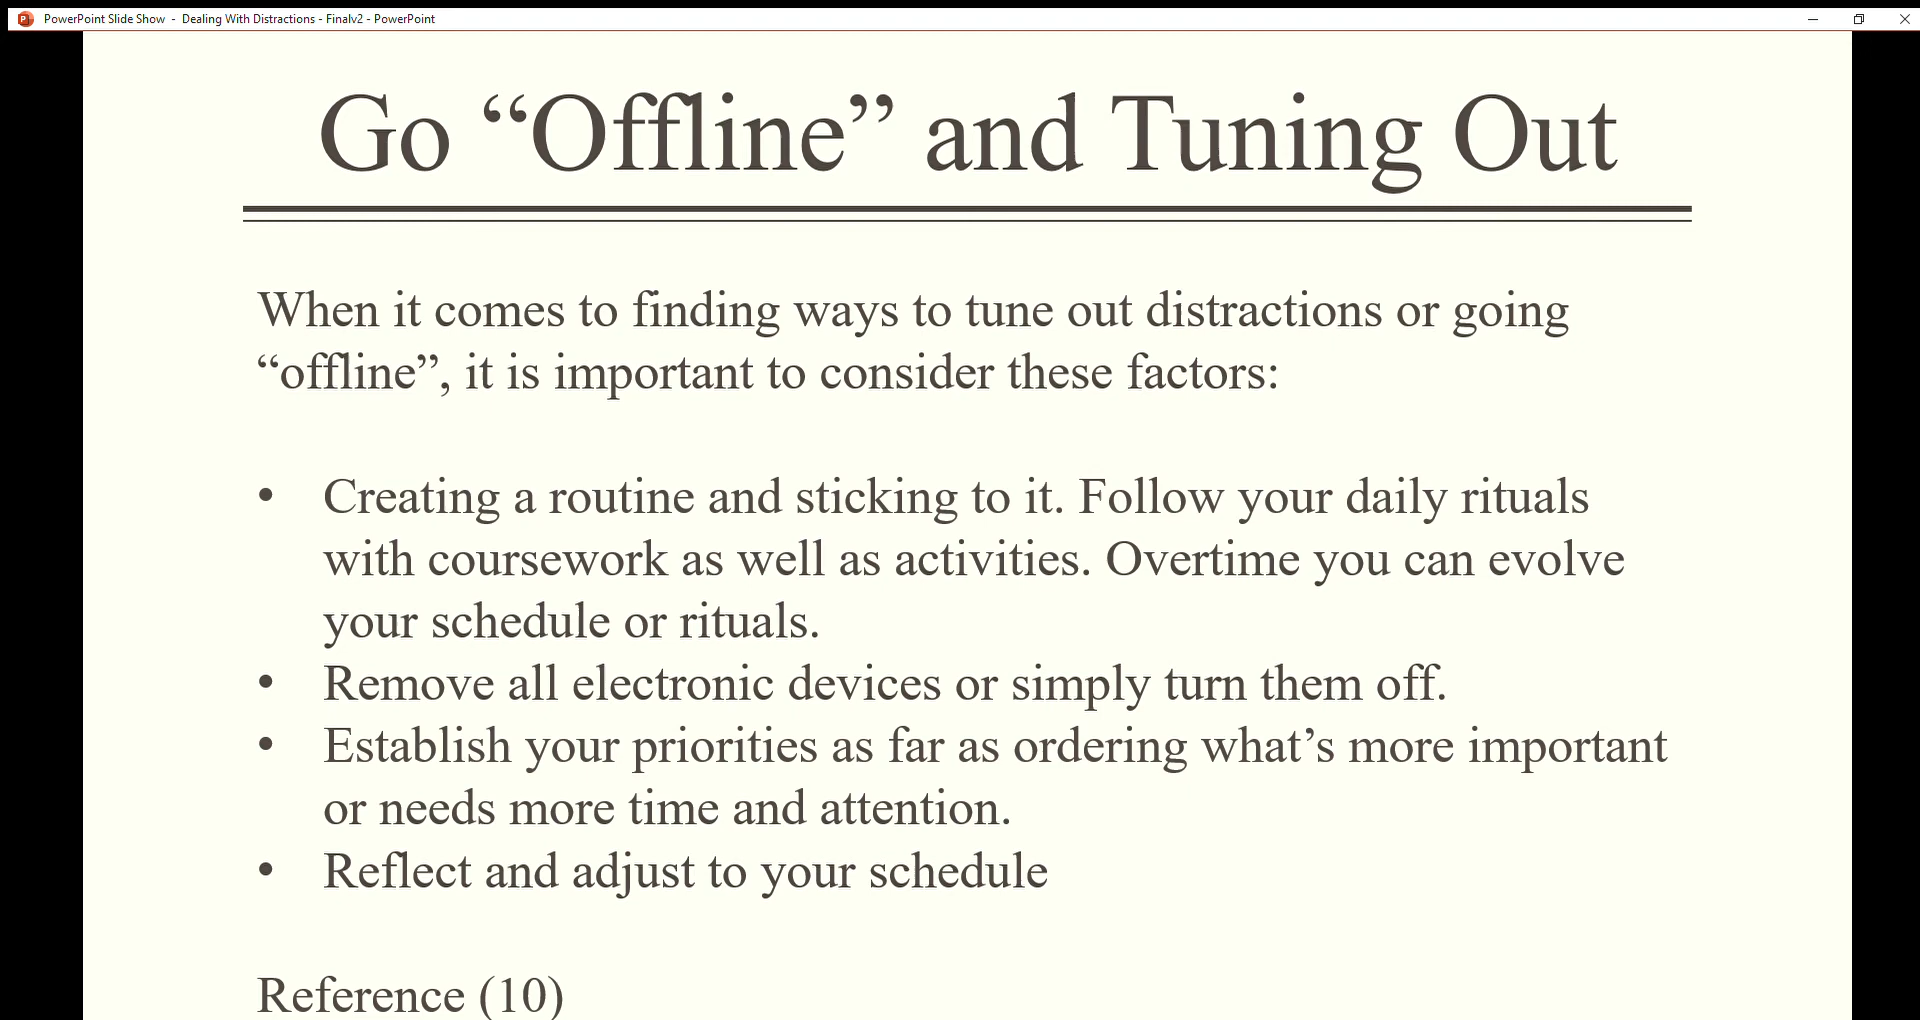 PowerPoint Slide Show - Dealing With Distractions - Finalv2 - PowerPoint
Go “Offline” and Tuning Out
When it comes to finding ways to tune out distractions or going
“offline”, it is important to consider these factors:
• Creating a routine and sticking to it. Follow your daily rituals
with coursework as well as activities. Overtime you can evolve
your schedule or rituals.
• Remove all electronic devices or simply turn them off.
• Establish your priorities as far as ordering what’s more important
or needs more time and attention.
• Reflect and adjust to your schedule
Reference (10)